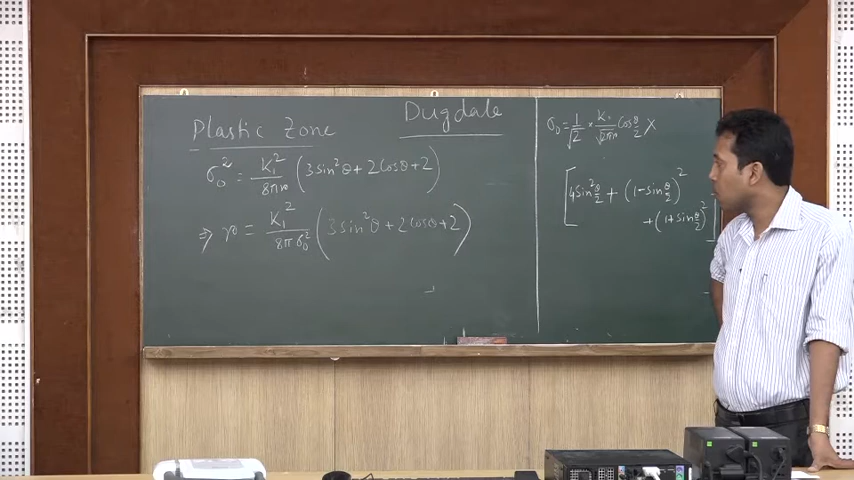 Plastic Zone
Dugdale
σ₀² = K₁²/8πr₀ (3sin²θ + 2Cosθ + 2)
⇒ r₀ = K₁²/8πσ₀² (3sin²θ + 2cosθ + 2)
σ₀ = 1/√2 × K₁/√2πr₀ Cos θ/2 X
[4sin² θ/2 + (1 - sin θ/2)²
+ (1 + sin θ/2)²]